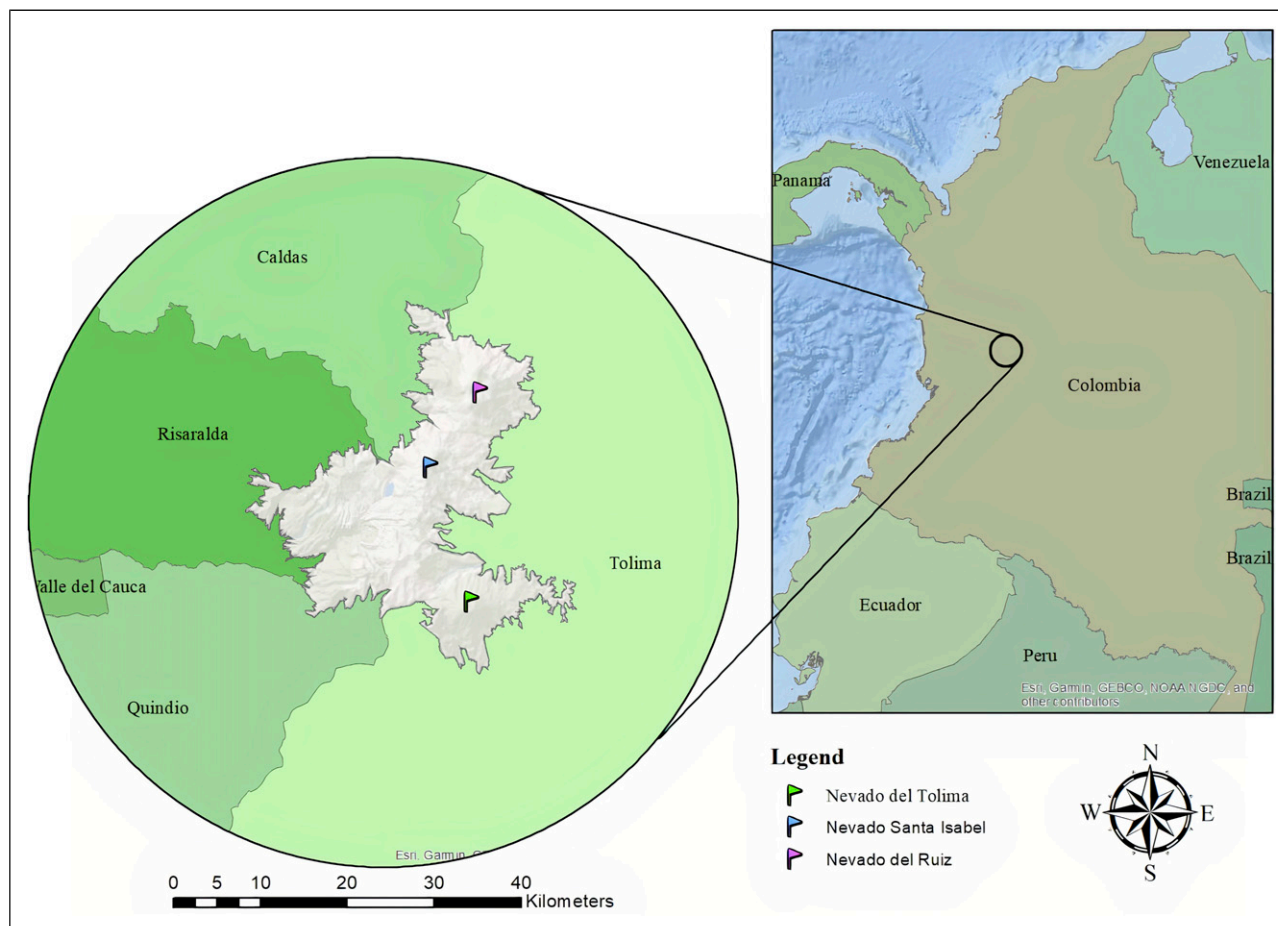 Caldas
Risaralda
Valle del Cauca
Tolima
Quindio
Esri, Garmin,
0 5 10 20 30 40
Kilometers
Panama
Venezuela
Colombia
Brazil
Brazil
Ecuador
Peru
Esri, Garmin, GEBCO, NOAA NGDC, and
other contributors
Legend
Nevado del Tolima
Nevado Santa Isabel
Nevado del Ruiz
N
W E
S